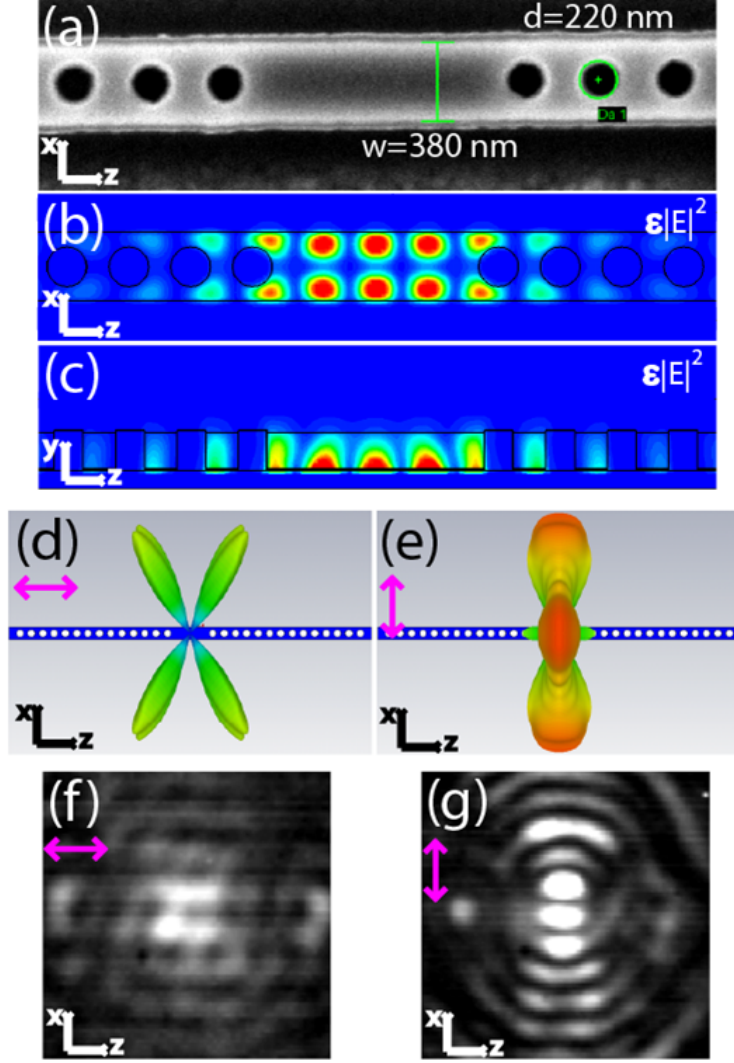 (a)
d=220 nm
Da 1
w=380 nm
x
z
(b)
ε|E|²
x
z
(c)
ε|E|²
y
z
(d)
(e)
x
z
x
z
(f)
(g)
x
z
x
z